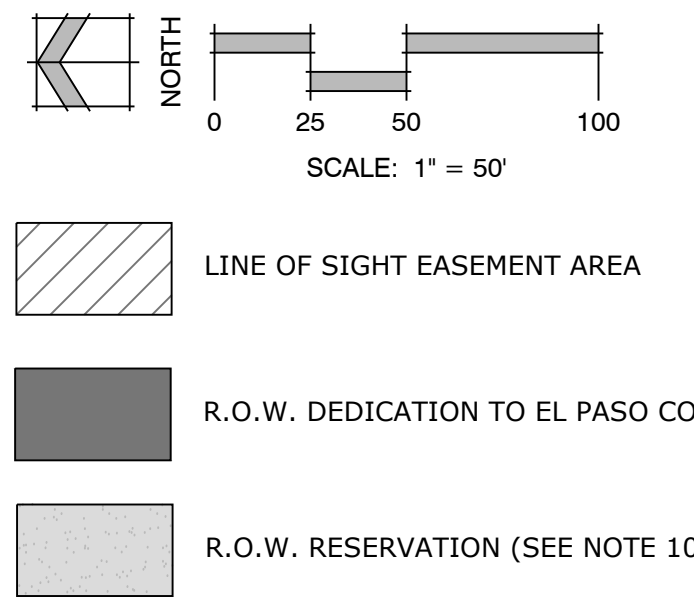 NORTH
0 25 50 100
SCALE: 1" = 50'
LINE OF SIGHT EASEMENT AREA
R.O.W. DEDICATION TO EL PASO CO
R.O.W. RESERVATION (SEE NOTE 10